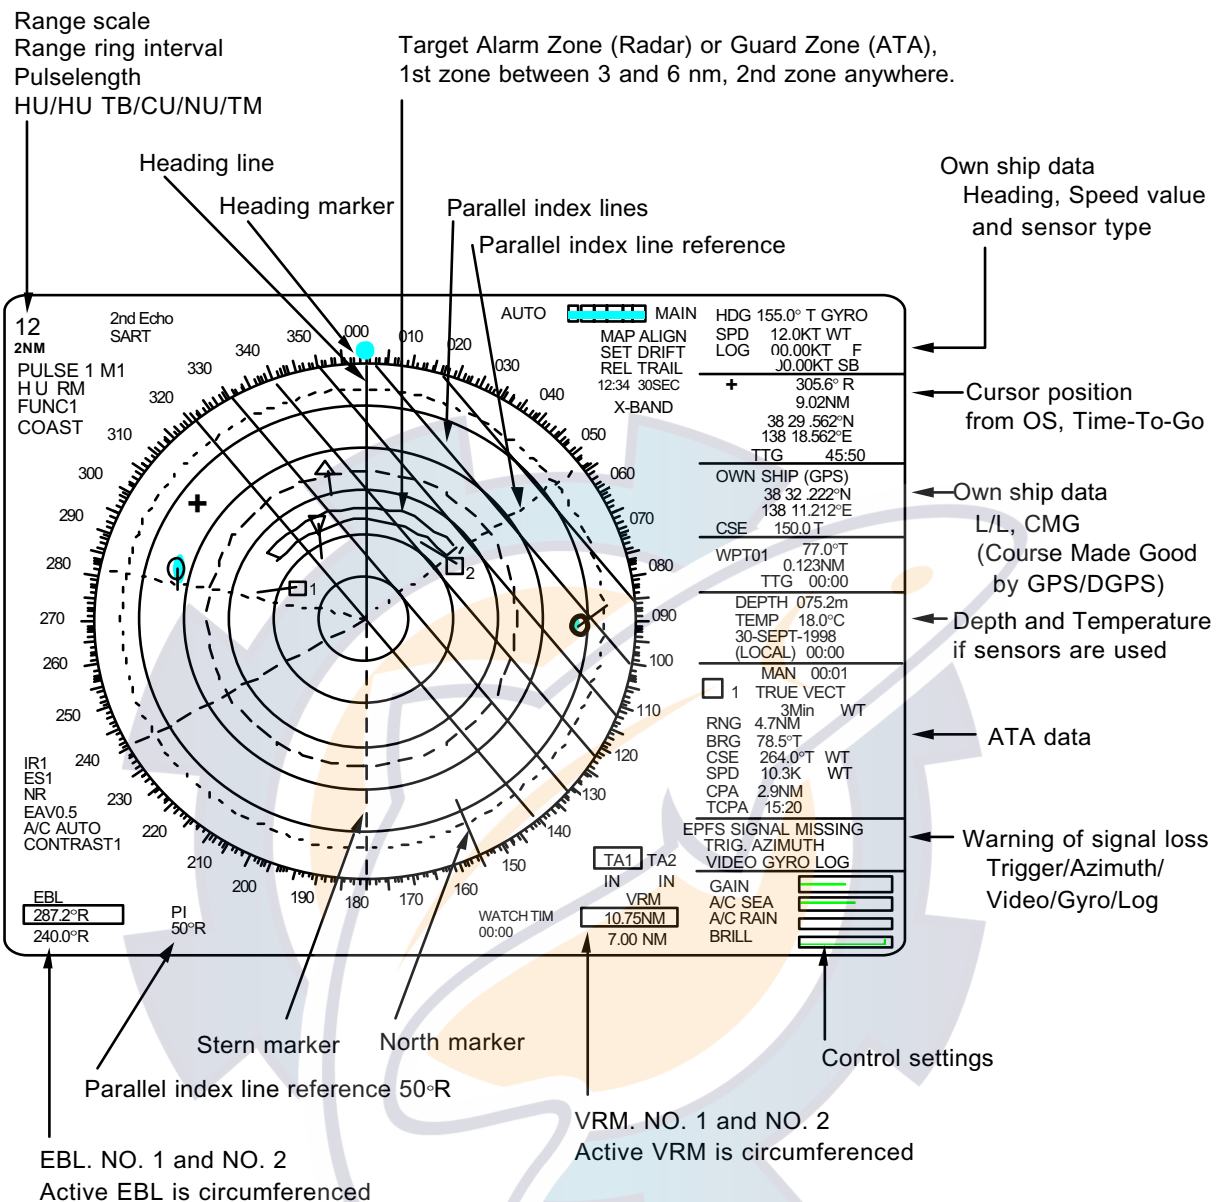 Range scale
Range ring interval
Pulselength
HU/HU TB/CU/NU/TM
Target Alarm Zone (Radar) or Guard Zone (ATA),
1st zone between 3 and 6 nm, 2nd zone anywhere.
Heading line
Heading marker
Parallel index lines
Parallel index line reference
Own ship data
Heading, Speed value
and sensor type
12
2NM
PULSE 1 M1
H U RM
FUNC1
COAST
2nd Echo
SART
AUTO MAIN
MAP ALIGN
SET DRIFT
REL TRAIL
12:34 30SEC
X-BAND
HDG 155.0° T GYRO
SPD 12.0KT WT
LOG 00.00KT F
00.00KT SB
+ 305.6° R
9.02NM
38 29 .562°N
138 18.562°E
TTG 45:50
OWN SHIP (GPS)
38 32 .222°N
138 11.212°E
CSE 150.0 T
WPT01 77.0°T
0.123NM
TTG 00:00
DEPTH 075.2m
TEMP 18.0°C
30-SEPT-1998
(LOCAL) 00:00
MAN 00:01
1 TRUE VECT
3Min WT
RNG 4.7NM
BRG 78.5°T
CSE 264.0°T WT
SPD 10.3K WT
CPA 2.9NM
TCPA 15:20
EPFS SIGNAL MISSING
TRIG. AZIMUTH
VIDEO GYRO LOG
GAIN
A/C SEA
A/C RAIN
BRILL
Cursor position
from OS, Time-To-Go
Own ship data
L/L, CMG
(Course Made Good
by GPS/DGPS)
Depth and Temperature
if sensors are used
ATA data
Warning of signal loss
Trigger/Azimuth/
Video/Gyro/Log
Control settings
000
010
020
030
040
050
060
070
080
090
100
110
120
130
140
150
160
170
180
190
200
210
220
230
240
250
260
270
280
290
300
310
320
330
340
350
1
2
IR1
ES1
NR
EAV0.5
A/C AUTO
CONTRAST1
EBL
287.2°R
240.0°R
PI
50°R
WATCH TIM
00:00
TA1 TA2
IN IN
VRM
10.75NM
7.00 NM
Stern marker
North marker
Parallel index line reference 50°R
EBL. NO. 1 and NO. 2
Active EBL is circumferenced
VRM. NO. 1 and NO. 2
Active VRM is circumferenced